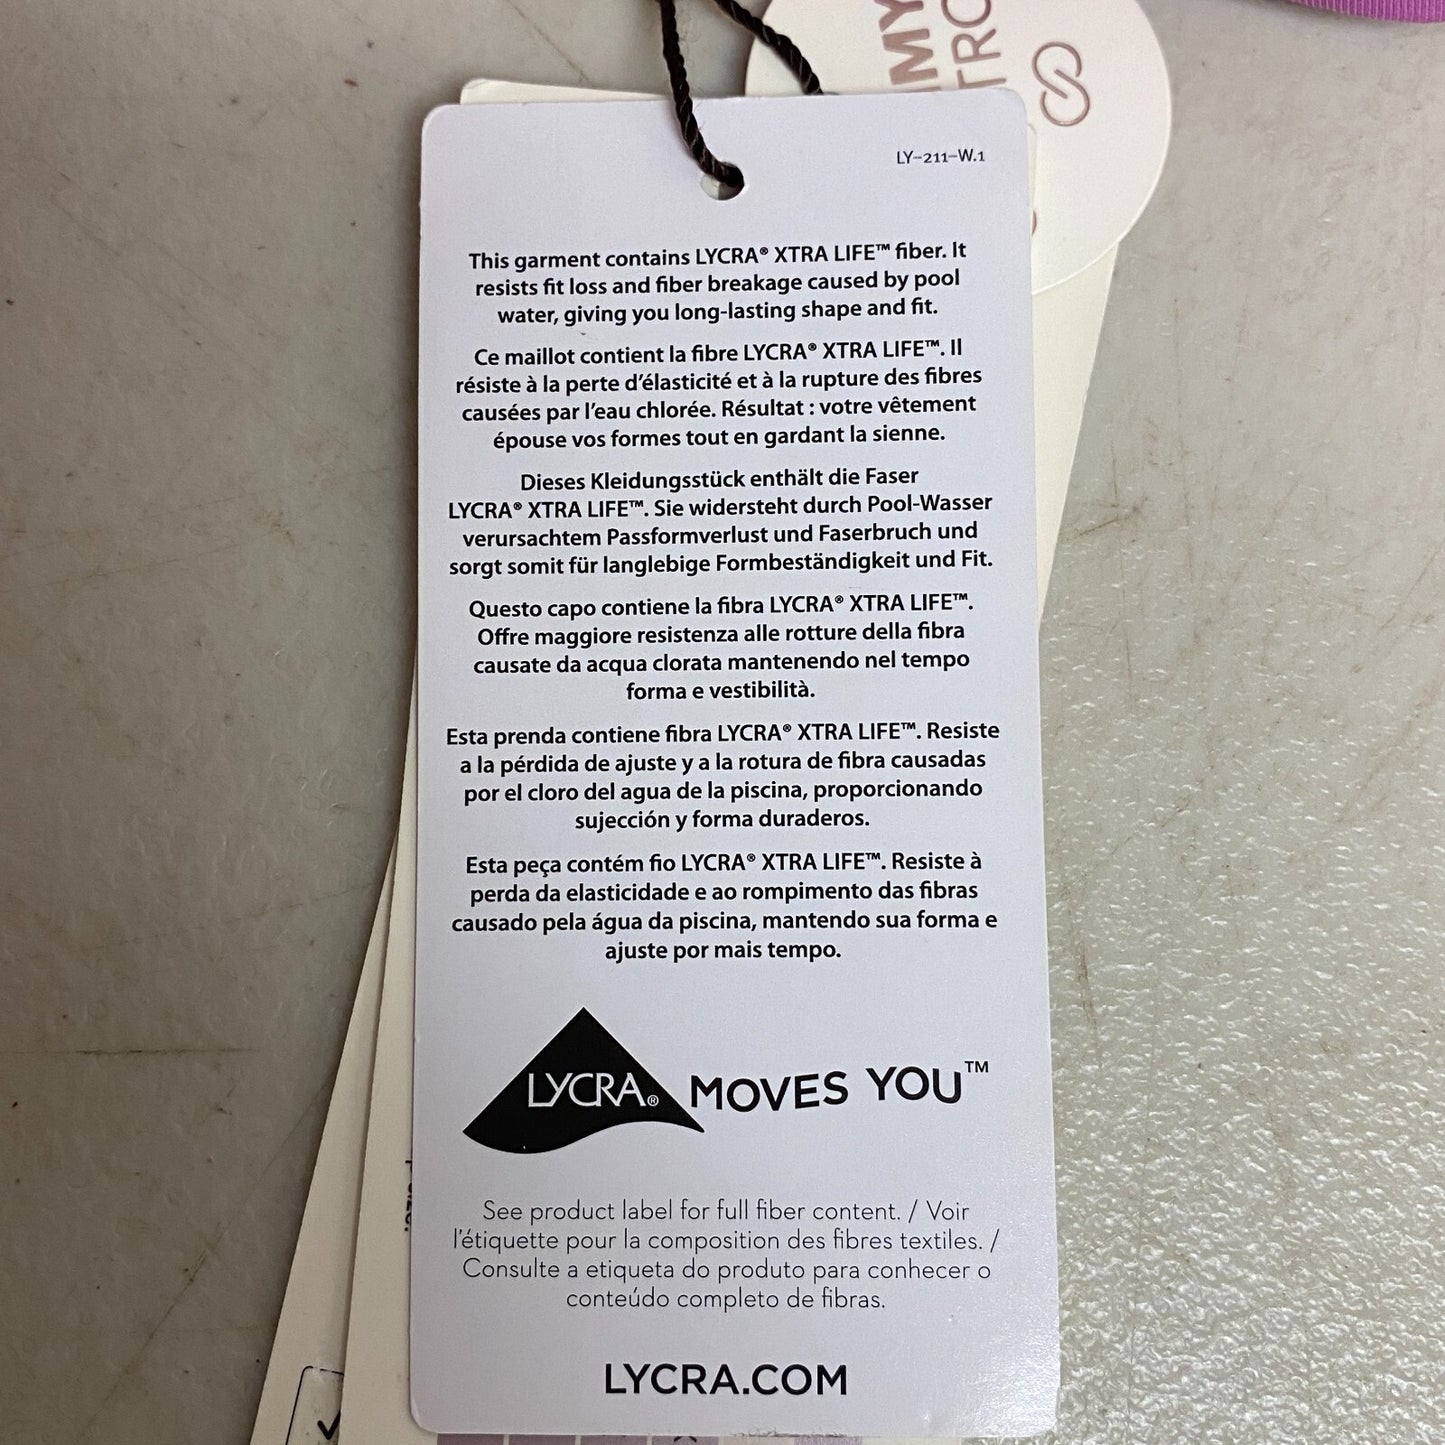 MY
TRO
LY-211-W.1
This garment contains LYCRA® XTRA LIFE™ fiber. It
resists fit loss and fiber breakage caused by pool
water, giving you long-lasting shape and fit.
Ce maillot contient la fibre LYCRA® XTRA LIFE™. Il
résiste à la perte d'élasticité et à la rupture des fibres
causées par l'eau chlorée. Résultat : votre vêtement
épouse vos formes tout en gardant la sienne.
Dieses Kleidungsstück enthält die Faser
LYCRA® XTRA LIFE™. Sie widersteht durch Pool-Wasser
verursachtem Passformverlust und Faserbruch und
sorgt somit für langlebige Formbeständigkeit und Fit.
Questo capo contiene la fibra LYCRA® XTRA LIFE™.
Offre maggiore resistenza alle rotture della fibra
causate da acqua clorata mantenendo nel tempo
forma e vestibilità.
Esta prenda contiene fibra LYCRA® XTRA LIFE™. Resiste
a la pérdida de ajuste y a la rotura de fibra causadas
por el cloro del agua de la piscina, proporcionando
sujección y forma duraderos.
Esta peça contém fio LYCRA® XTRA LIFE™. Resiste à
perda da elasticidade e ao rompimento das fibras
causado pela água da piscina, mantendo sua forma e
ajuste por mais tempo.
LYCRA® MOVES YOU™
See product label for full fiber content. / Voir
l'étiquette pour la composition des fibres textiles. /
Consulte a etiqueta do produto para conhecer o
conteúdo completo de fibras.
LYCRA.COM